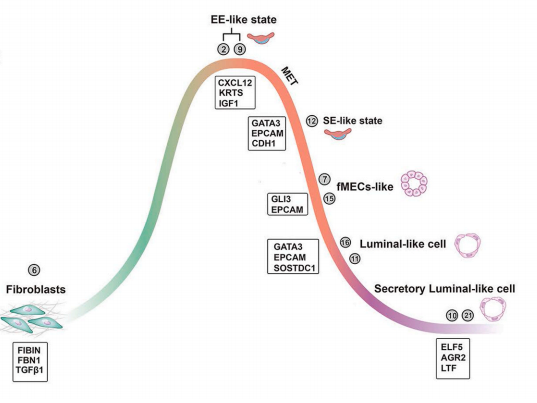 EE-like state
2 9
CXCL12
KRTS
IGF1
MET
GATA3
EPCAM
CDH1
12 SE-like state
7
fMECs-like
15
GLI3
EPCAM
16 Luminal-like cell
11
GATA3
EPCAM
SOSTDC1
6
Fibroblasts
FIBIN
FBN1
TGFβ1
Secretory Luminal-like cell
10 21
ELF5
AGR2
LTF